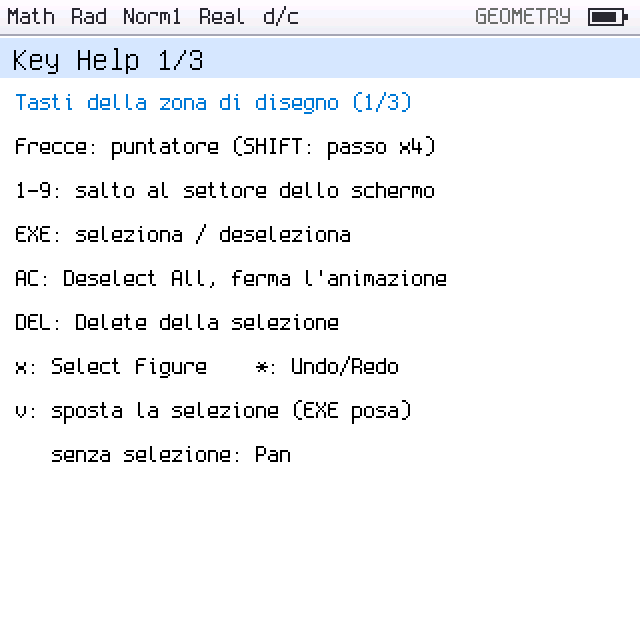 Math Rad Norm1 Real d/c GEOMETRY
Key Help 1/3
Tasti della zona di disegno (1/3)
Frecce: puntatore (SHIFT: passo x4)
1-9: salto al settore dello schermo
EXE: seleziona / deseleziona
AC: Deselect All, ferma l'animazione
DEL: Delete della selezione
x: Select Figure *: Undo/Redo
v: sposta la selezione (EXE posa)
senza selezione: Pan